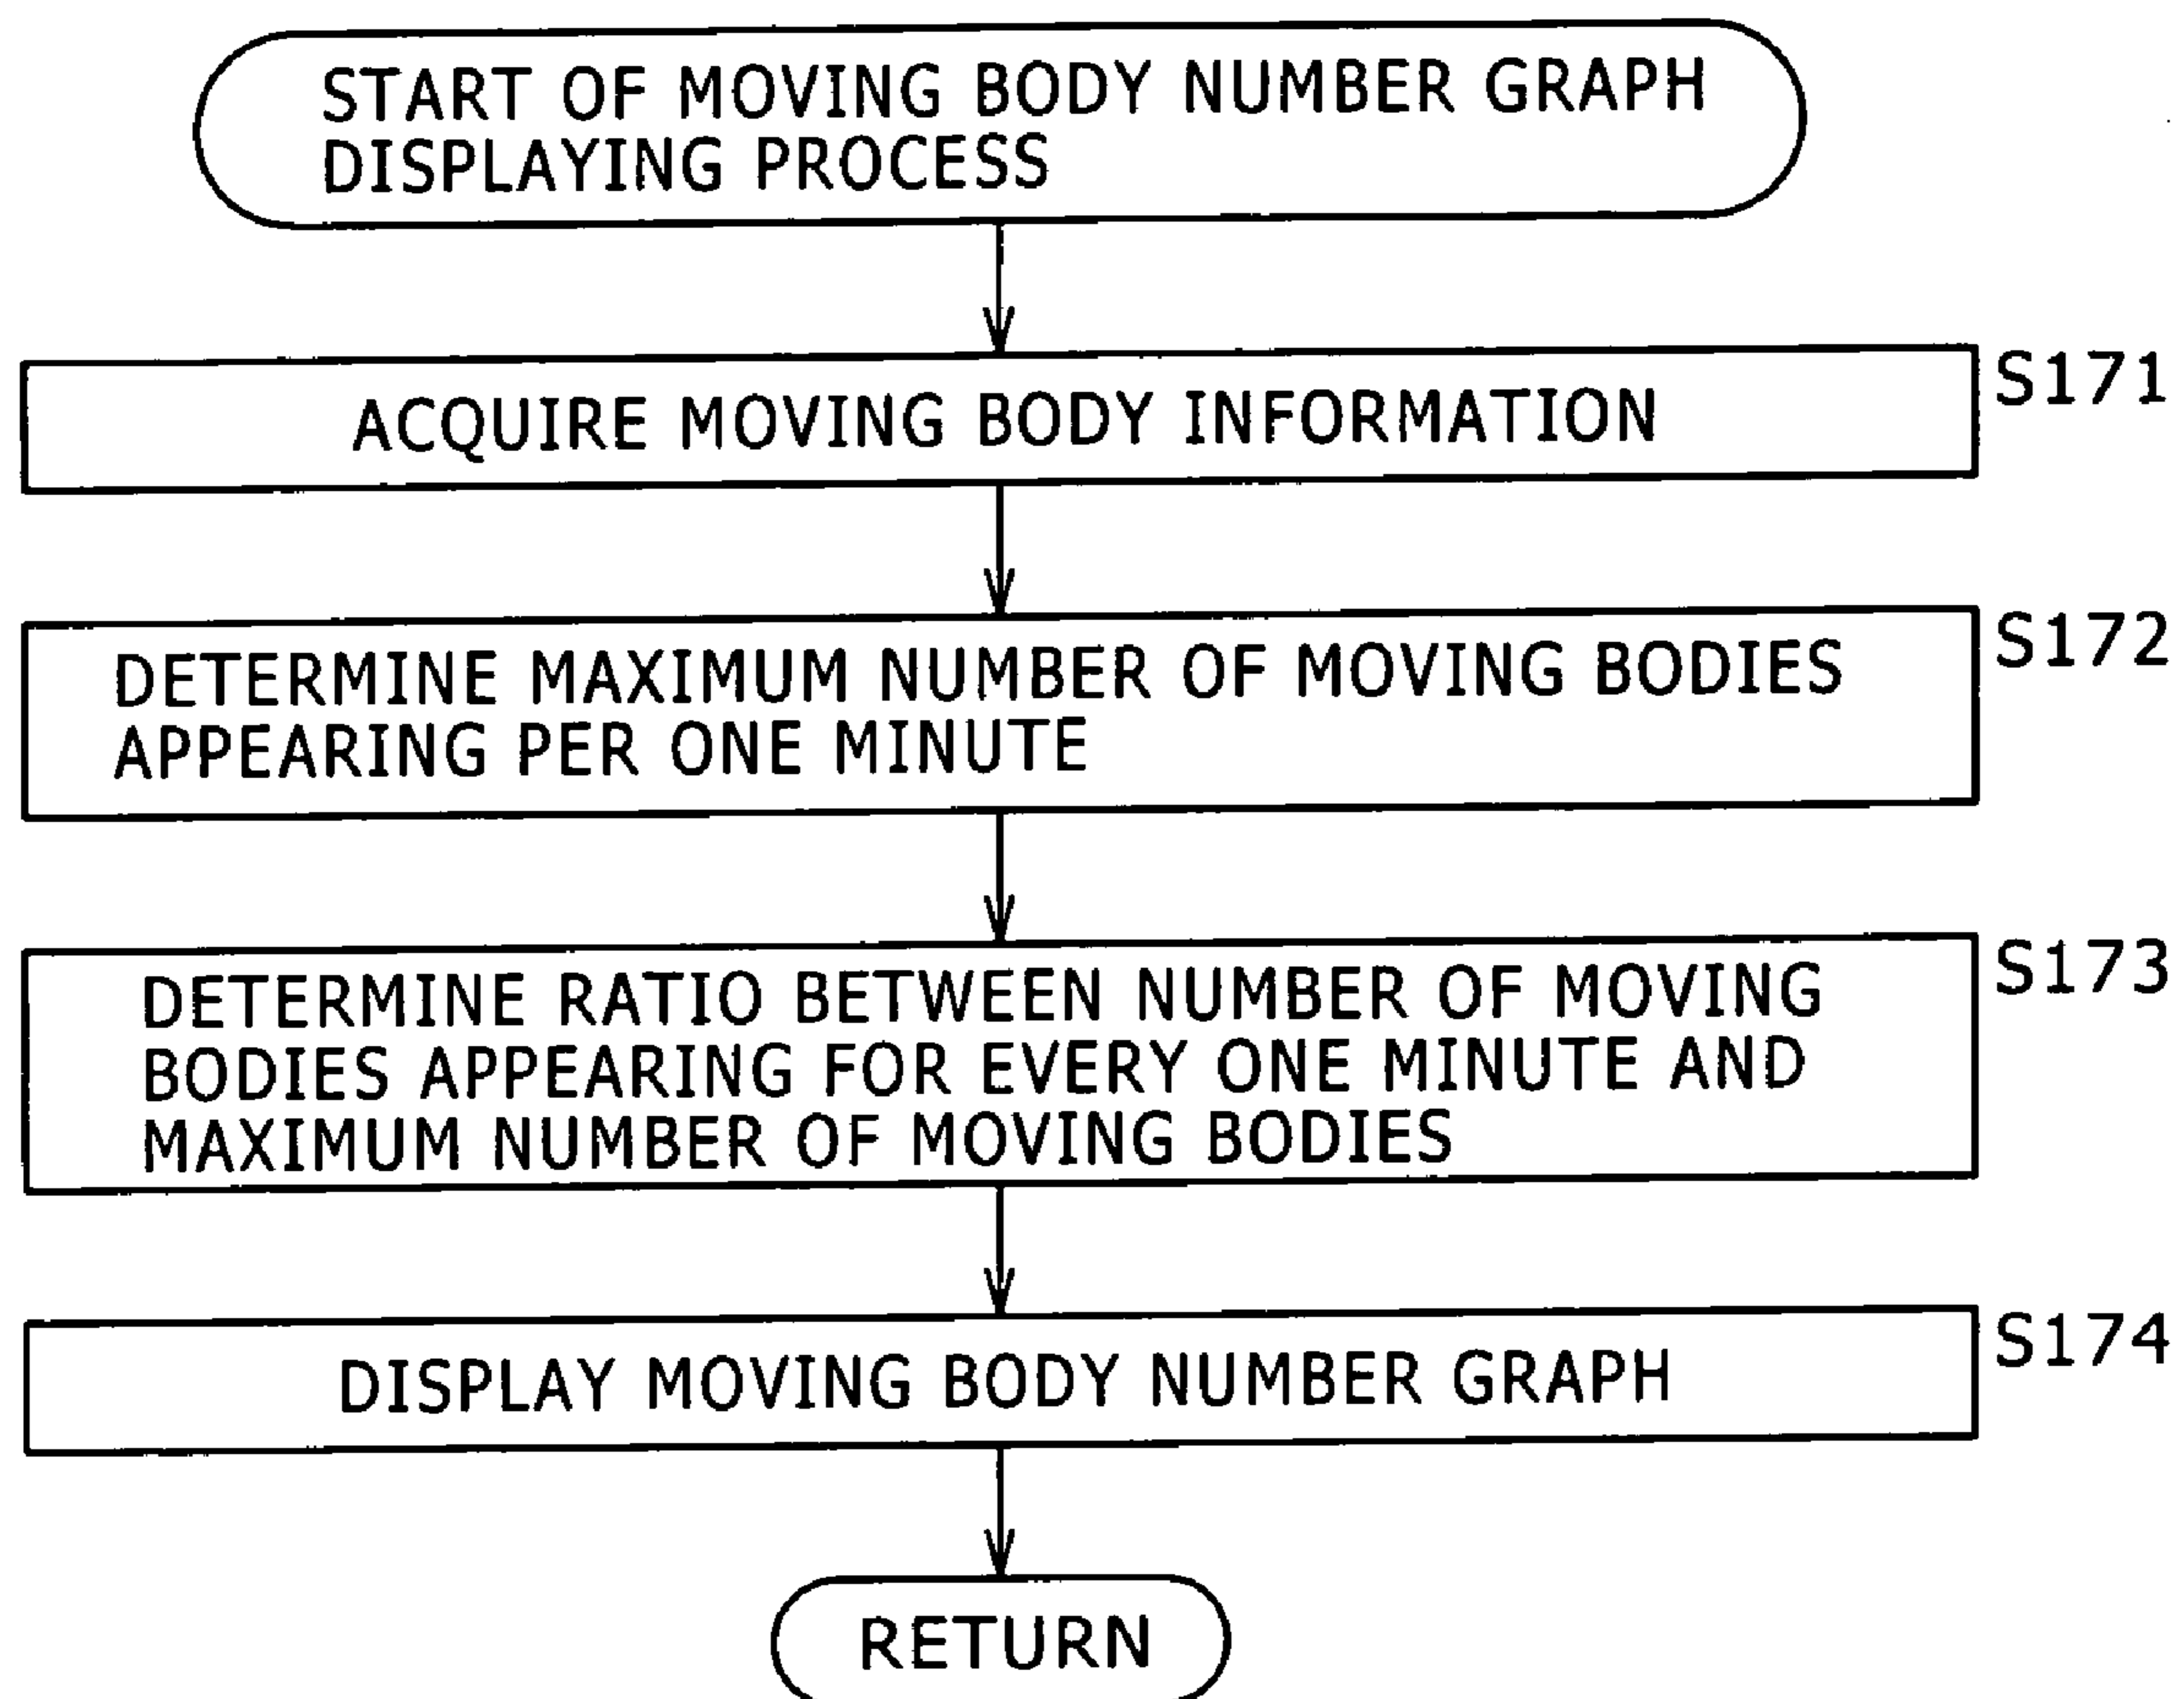 START OF MOVING BODY NUMBER GRAPH
DISPLAYING PROCESS
ACQUIRE MOVING BODY INFORMATION
S171
DETERMINE MAXIMUM NUMBER OF MOVING BODIES
APPEARING PER ONE MINUTE
S172
DETERMINE RATIO BETWEEN NUMBER OF MOVING
BODIES APPEARING FOR EVERY ONE MINUTE AND
MAXIMUM NUMBER OF MOVING BODIES
S173
DISPLAY MOVING BODY NUMBER GRAPH
S174
RETURN